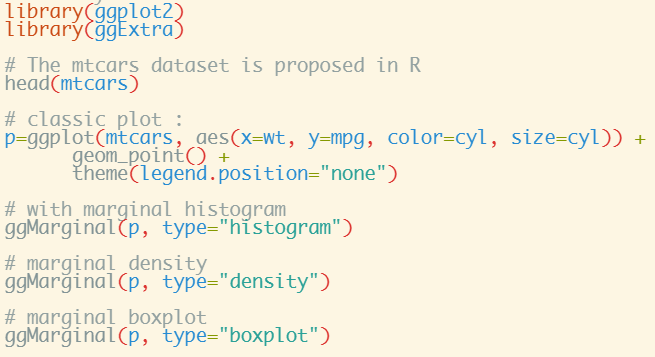 library(ggplot2)
library(ggExtra)
# The mtcars dataset is proposed in R
head(mtcars)
# classic plot :
p=ggplot(mtcars, aes(x=wt, y=mpg, color=cyl, size=cyl)) +
geom_point() +
theme(legend.position="none")
# with marginal histogram
ggMarginal(p, type="histogram")
# marginal density
ggMarginal(p, type="density")
# marginal boxplot
ggMarginal(p, type="boxplot")